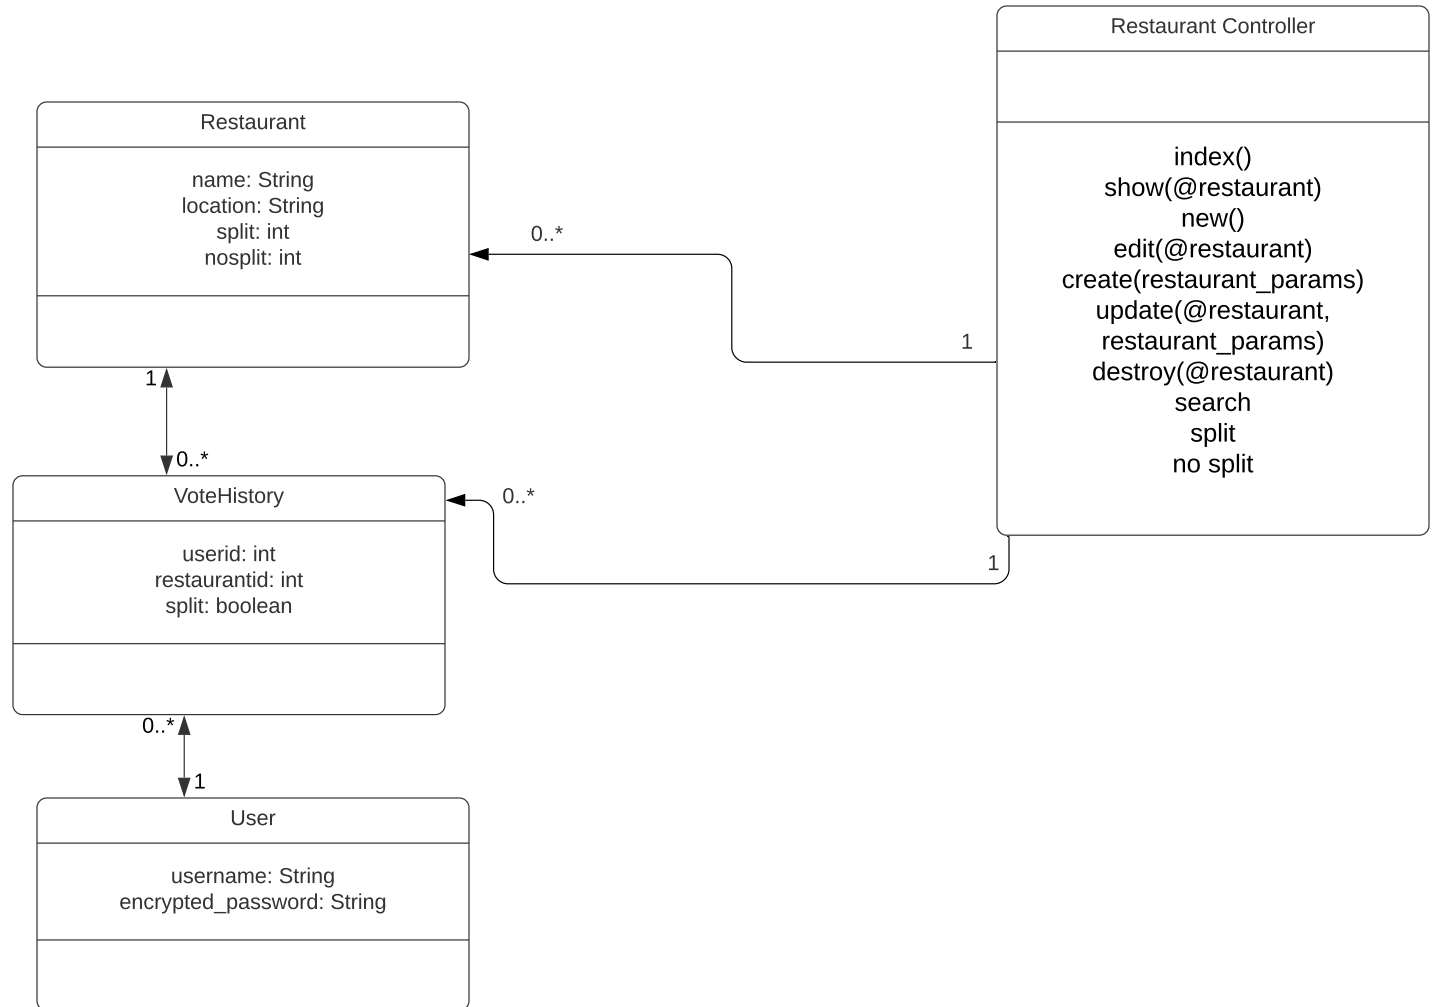 Restaurant Controller
index()
show(@restaurant)
new()
edit(@restaurant)
create(restaurant_params)
update(@restaurant,
restaurant_params)
destroy(@restaurant)
search
split
no split
Restaurant
name: String
location: String
split: int
nosplit: int
0..*
1
1
0..*
VoteHistory
userid: int
restaurantid: int
split: boolean
0..*
1
0..*
1
User
username: String
encrypted_password: String